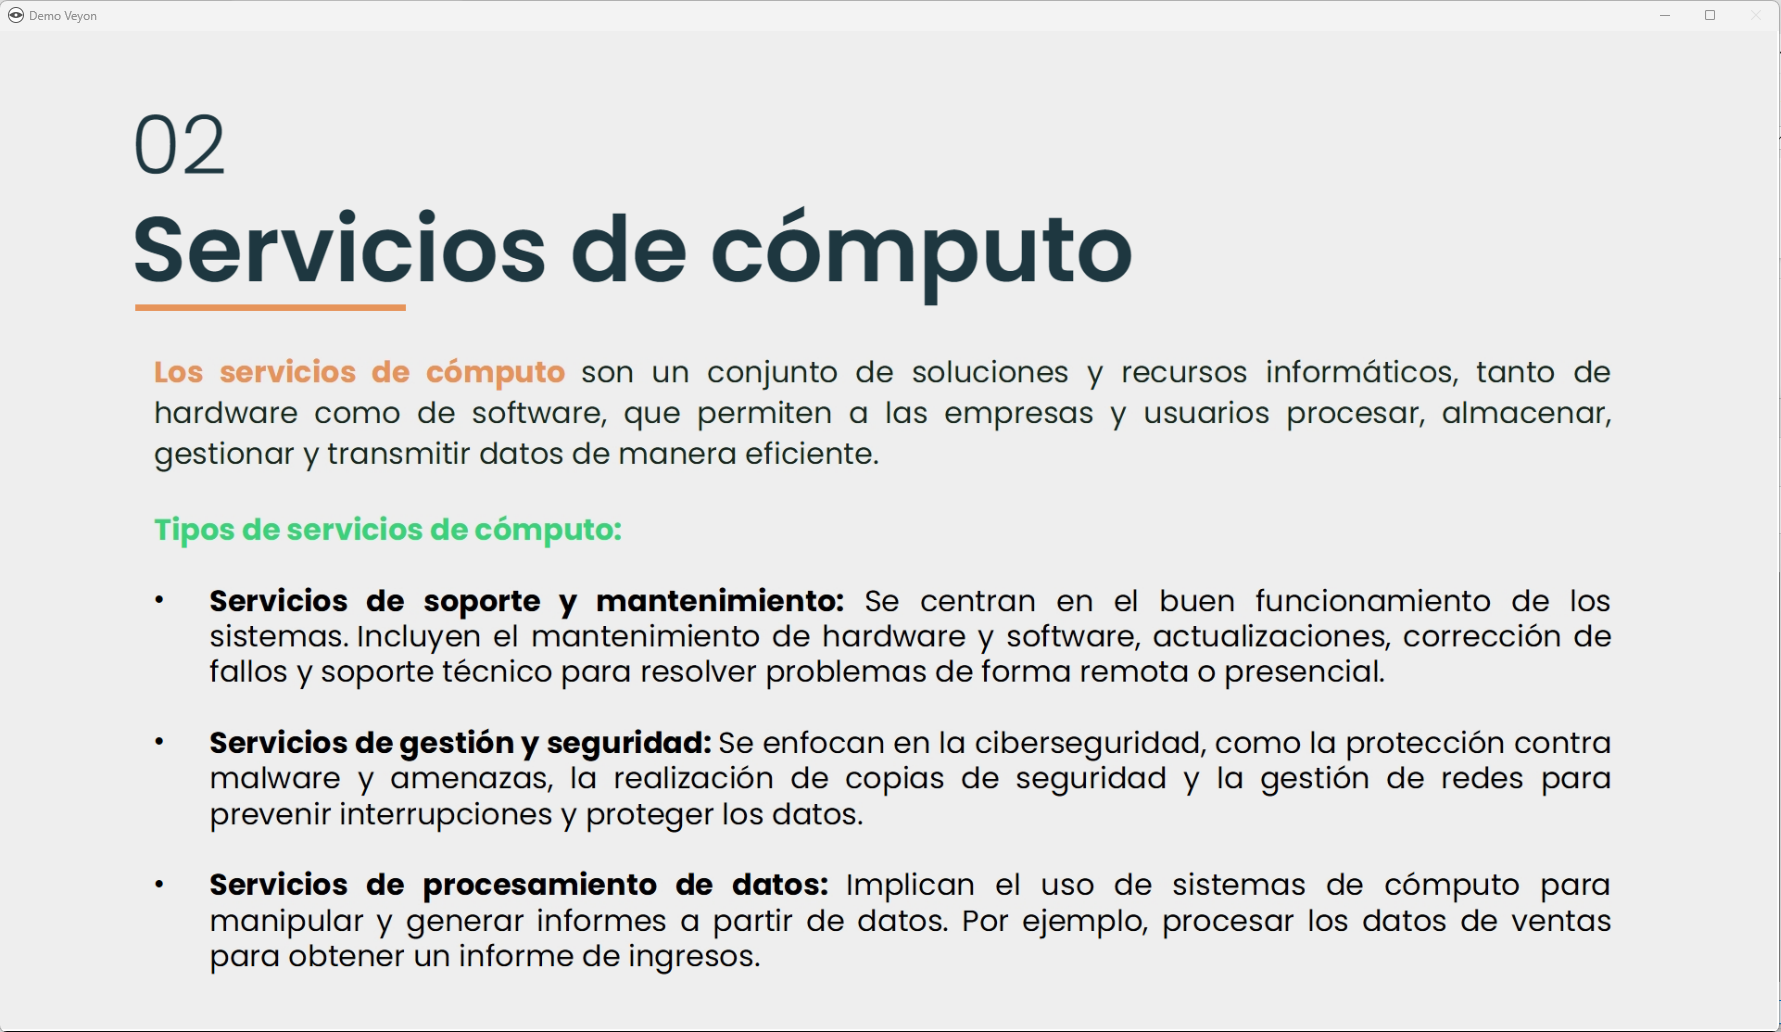 Demo Veyon
02
Servicios de cómputo
Los servicios de cómputo son un conjunto de soluciones y recursos informáticos, tanto de
hardware como de software, que permiten a las empresas y usuarios procesar, almacenar,
gestionar y transmitir datos de manera eficiente.
Tipos de servicios de cómputo:
• Servicios de soporte y mantenimiento: Se centran en el buen funcionamiento de los
sistemas. Incluyen el mantenimiento de hardware y software, actualizaciones, corrección de
fallos y soporte técnico para resolver problemas de forma remota o presencial.
• Servicios de gestión y seguridad: Se enfocan en la ciberseguridad, como la protección contra
malware y amenazas, la realización de copias de seguridad y la gestión de redes para
prevenir interrupciones y proteger los datos.
• Servicios de procesamiento de datos: Implican el uso de sistemas de cómputo para
manipular y generar informes a partir de datos. Por ejemplo, procesar los datos de ventas
para obtener un informe de ingresos.